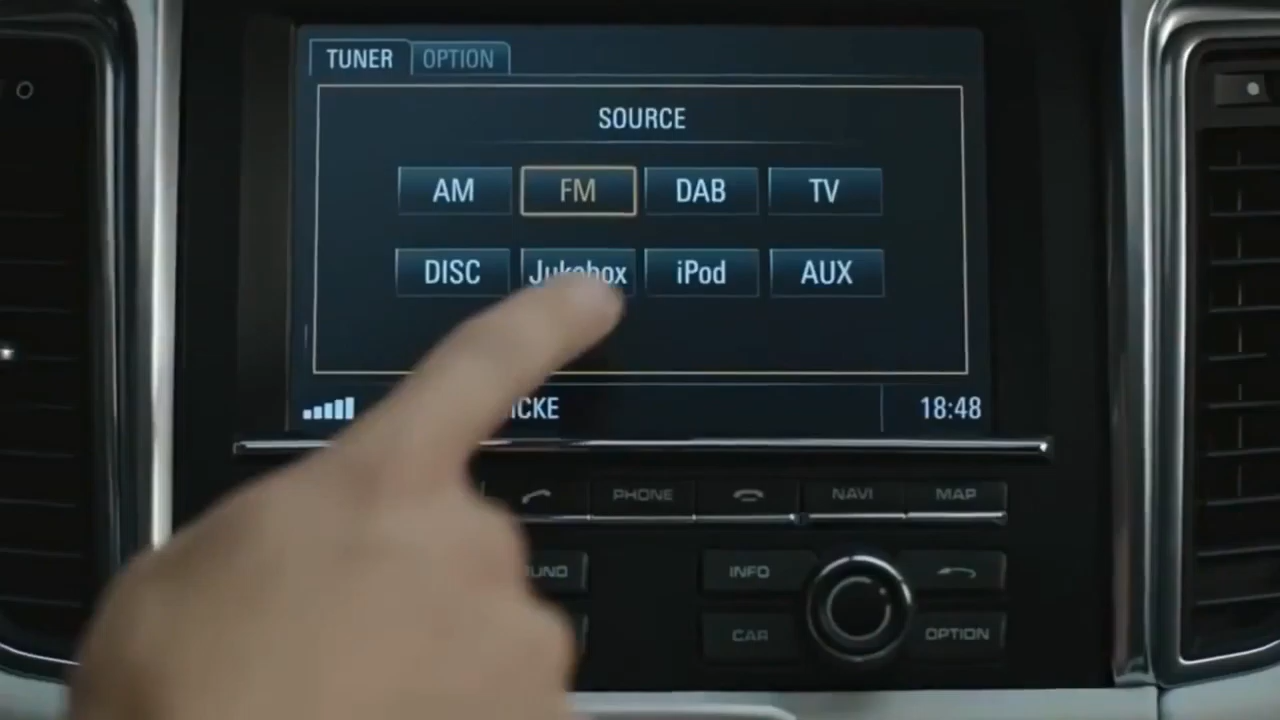 TUNER OPTION
SOURCE
AM FM DAB TV
DISC Jukebox iPod AUX
18:48
PHONE NAVI MAP
INFO
CAR OPTION